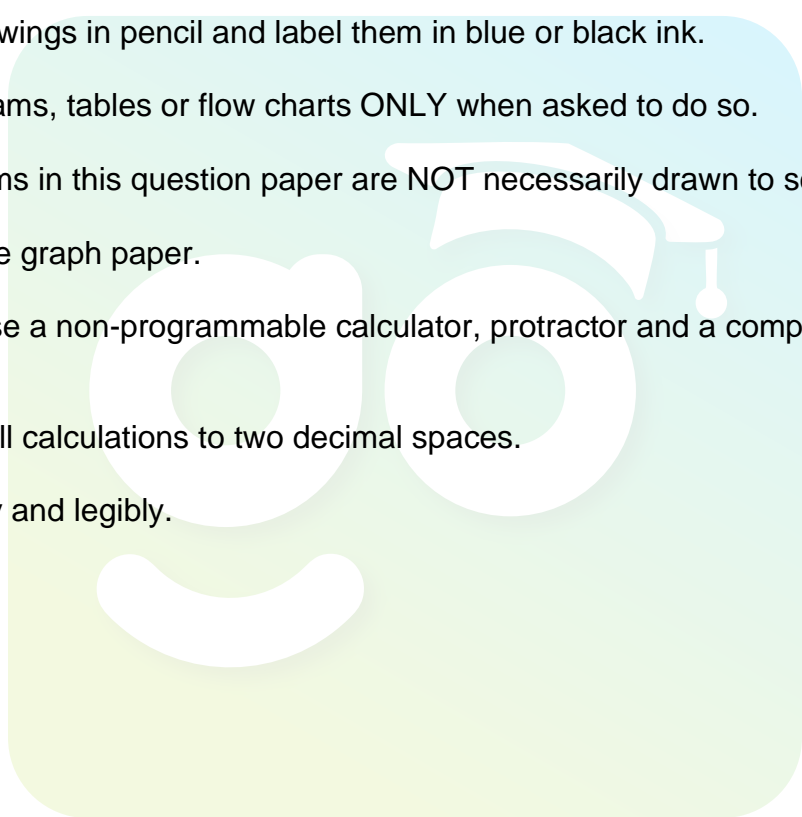 wings in pencil and label them in blue or black ink.
ams, tables or flow charts ONLY when asked to do so.
ms in this question paper are NOT necessarily drawn to s
e graph paper.
se a non-programmable calculator, protractor and a comp
ll calculations to two decimal spaces.
y and legibly.
go